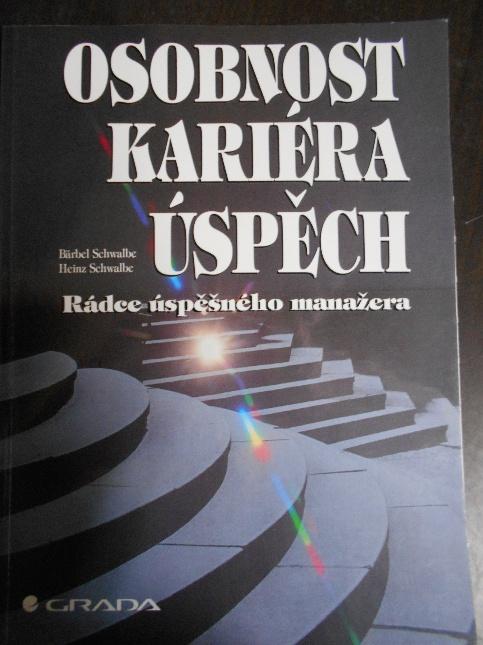 OSOBNOST
KARIÉRA
ÚSPĚCH
Bärbel Schwalbe
Heinz Schwalbe
Rádce úspěšného manažera
GRADA